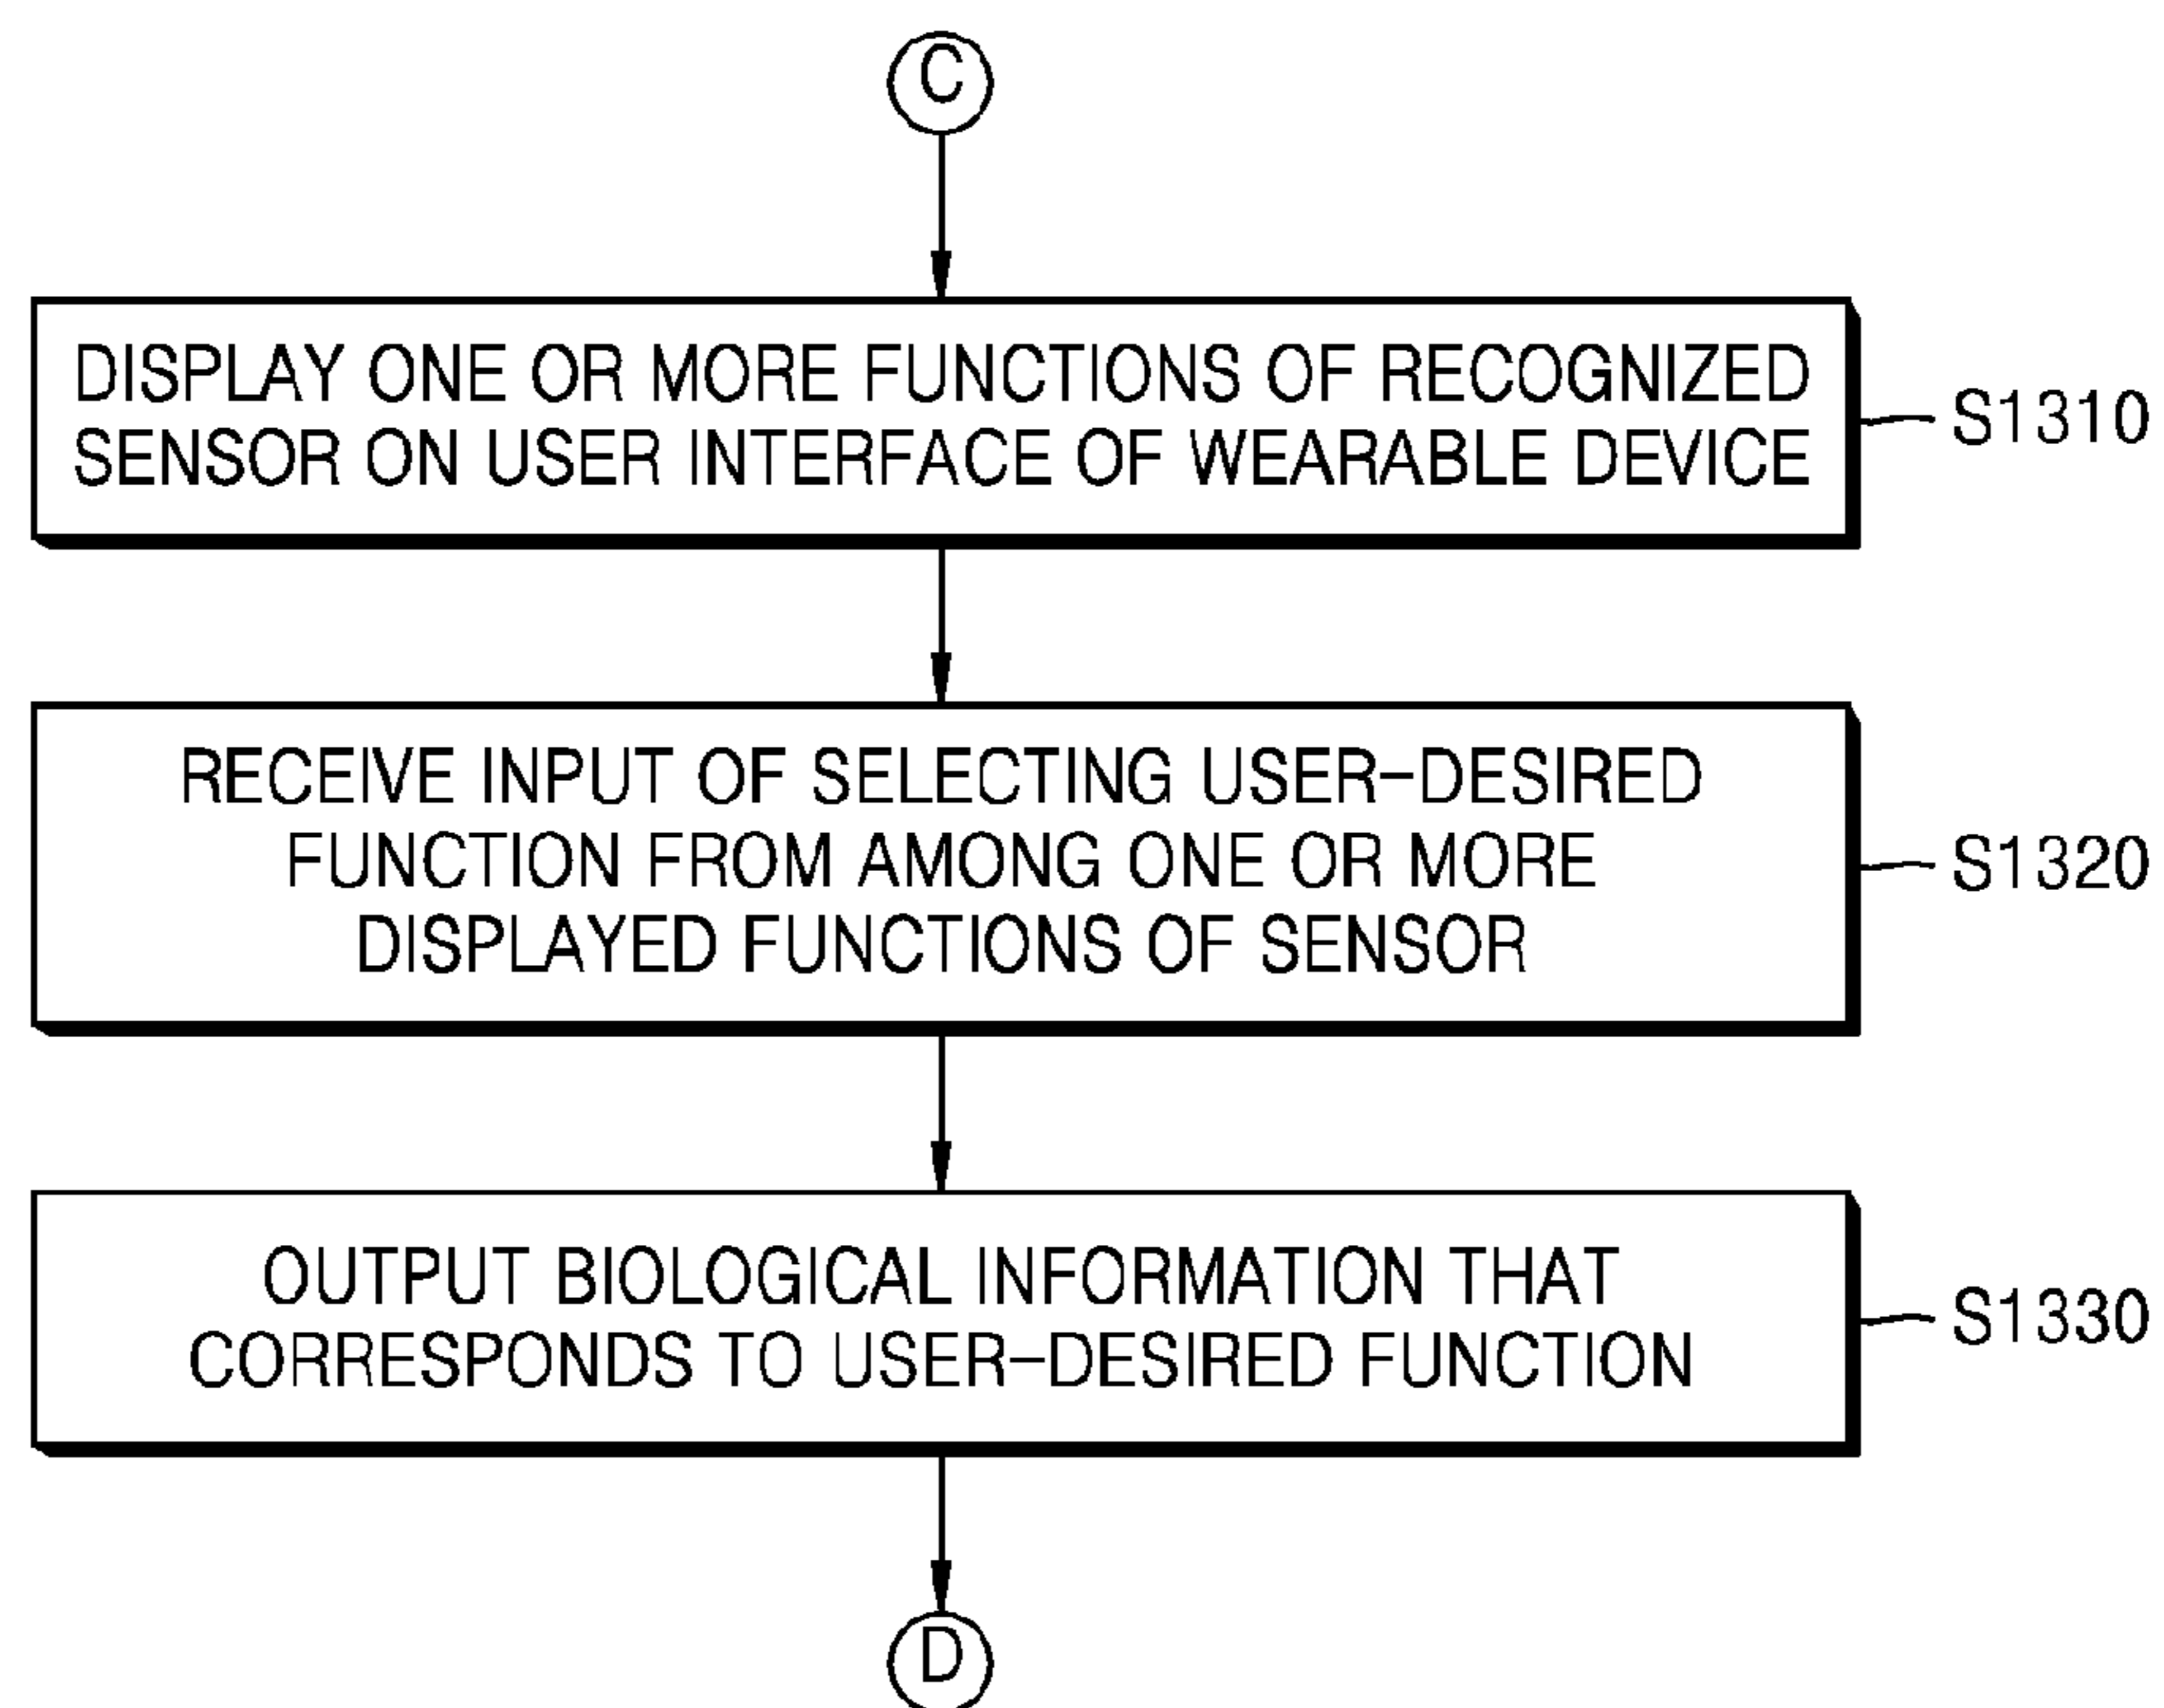 C
DISPLAY ONE OR MORE FUNCTIONS OF RECOGNIZED
SENSOR ON USER INTERFACE OF WEARABLE DEVICE
S1310
RECEIVE INPUT OF SELECTING USER-DESIRED
FUNCTION FROM AMONG ONE OR MORE
DISPLAYED FUNCTIONS OF SENSOR
S1320
OUTPUT BIOLOGICAL INFORMATION THAT
CORRESPONDS TO USER-DESIRED FUNCTION
S1330
D